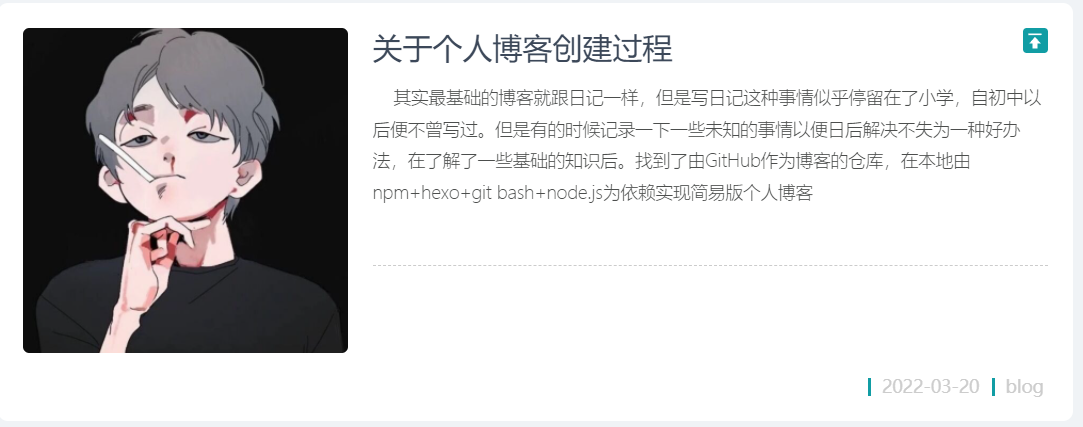 关于个人博客创建过程
其实最基础的博客就跟日记一样，但是写日记这种事情似乎停留在了小学，自初中以
后便不曾写过。但是有的时候记录一下一些未知的事情以便日后解决不失为一种好办
法，在了解了一些基础的知识后。找到了由GitHub作为博客的仓库，在本地由
npm+hexo+git bash+node.js为依赖实现简易版个人博客
2022-03-20 blog